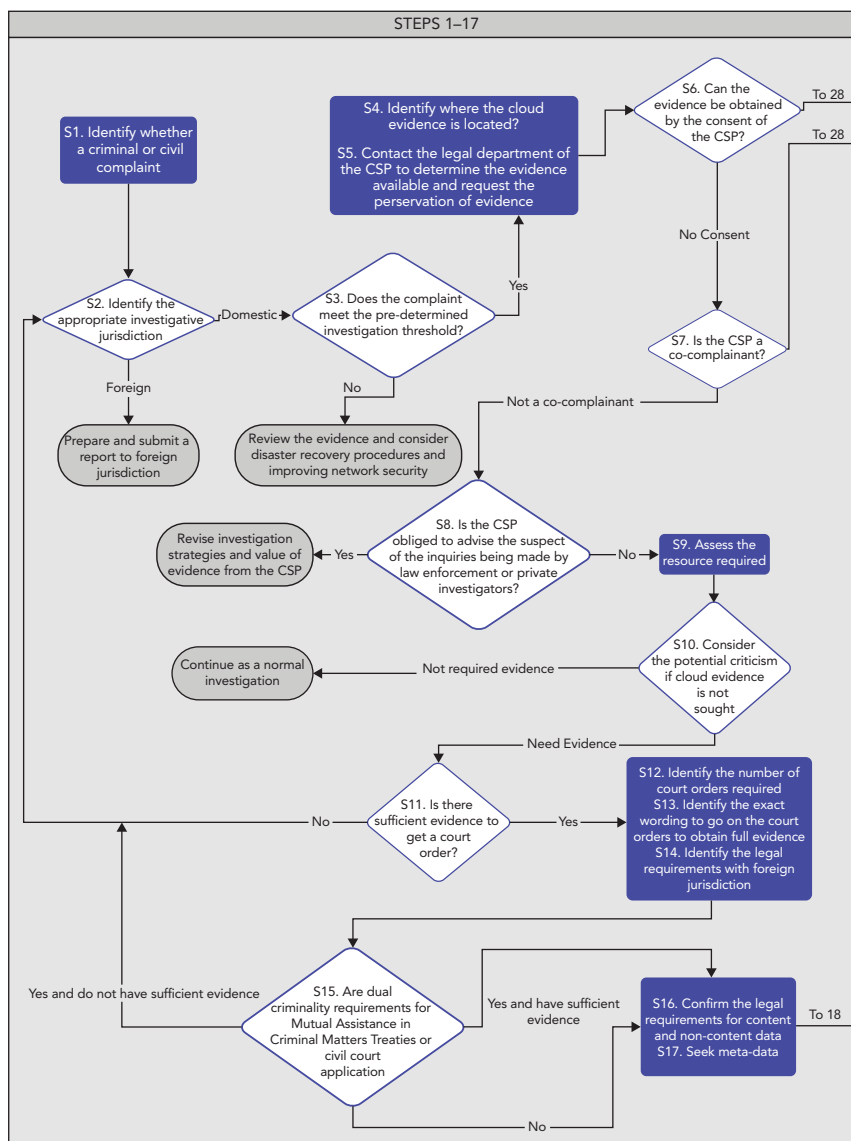 STEPS 1–17
S1. Identify whether
a criminal or civil
complaint
S2. Identify the
appropriate investigative
jurisdiction
Domestic
Foreign
Prepare and submit a
report to foreign
jurisdiction
S3. Does the complaint
meet the pre-determined
investigation threshold?
Yes
No
Review the evidence and consider
disaster recovery procedures and
improving network security
S4. Identify where the cloud
evidence is located?
S5. Contact the legal department of
the CSP to determine the evidence
available and request the
perservation of evidence
S6. Can the
evidence be obtained
by the consent of
the CSP?
To 28
To 28
No Consent
S7. Is the CSP a
co-complainant?
Not a co-complainant
S8. Is the CSP
obliged to advise the suspect
of the inquiries being made by
law enforcement or private
investigators?
Yes
Revise investigation
strategies and value of
evidence from the CSP
No
S9. Assess the
resource required
S10. Consider
the potential criticism
if cloud evidence
is not
sought
Not required evidence
Continue as a normal
investigation
Need Evidence
S11. Is there
sufficient evidence to
get a court
order?
No
Yes
S12. Identify the number of
court orders required
S13. Identify the exact
wording to go on the court
orders to obtain full evidence
S14. Identify the legal
requirements with foreign
jurisdiction
S15. Are dual
criminality requirements for
Mutual Assistance in
Criminal Matters Treaties or
civil court
application
Yes and do not have sufficient evidence
Yes and have sufficient
evidence
No
S16. Confirm the legal
requirements for content
and non-content data
S17. Seek meta-data
To 18